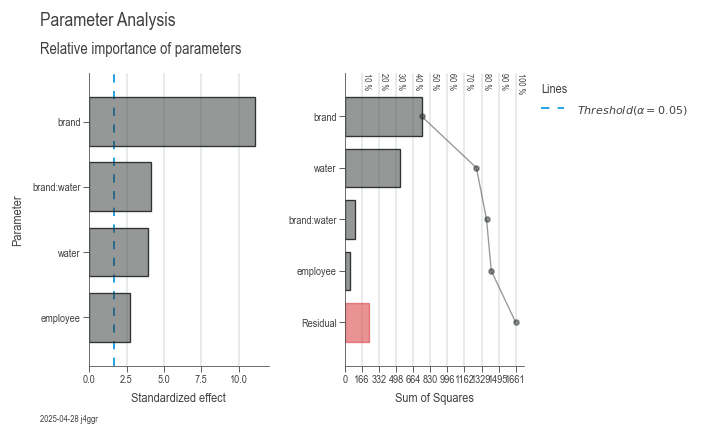 Parameter Analysis
Relative importance of parameters
Parameter
brand
brand:water
water
employee
0.0 2.5 5.0 7.5 10.0
Standardized effect
10 % 20 % 30 % 40 % 50 % 60 % 70 % 80 % 90 % 100 %
brand
water
brand:water
employee
Residual
0 166 332 498 664 830 996 1162 1329 1495 1661
Sum of Squares
Lines
Threshold(α = 0.05)
2025-04-28 j4ggr